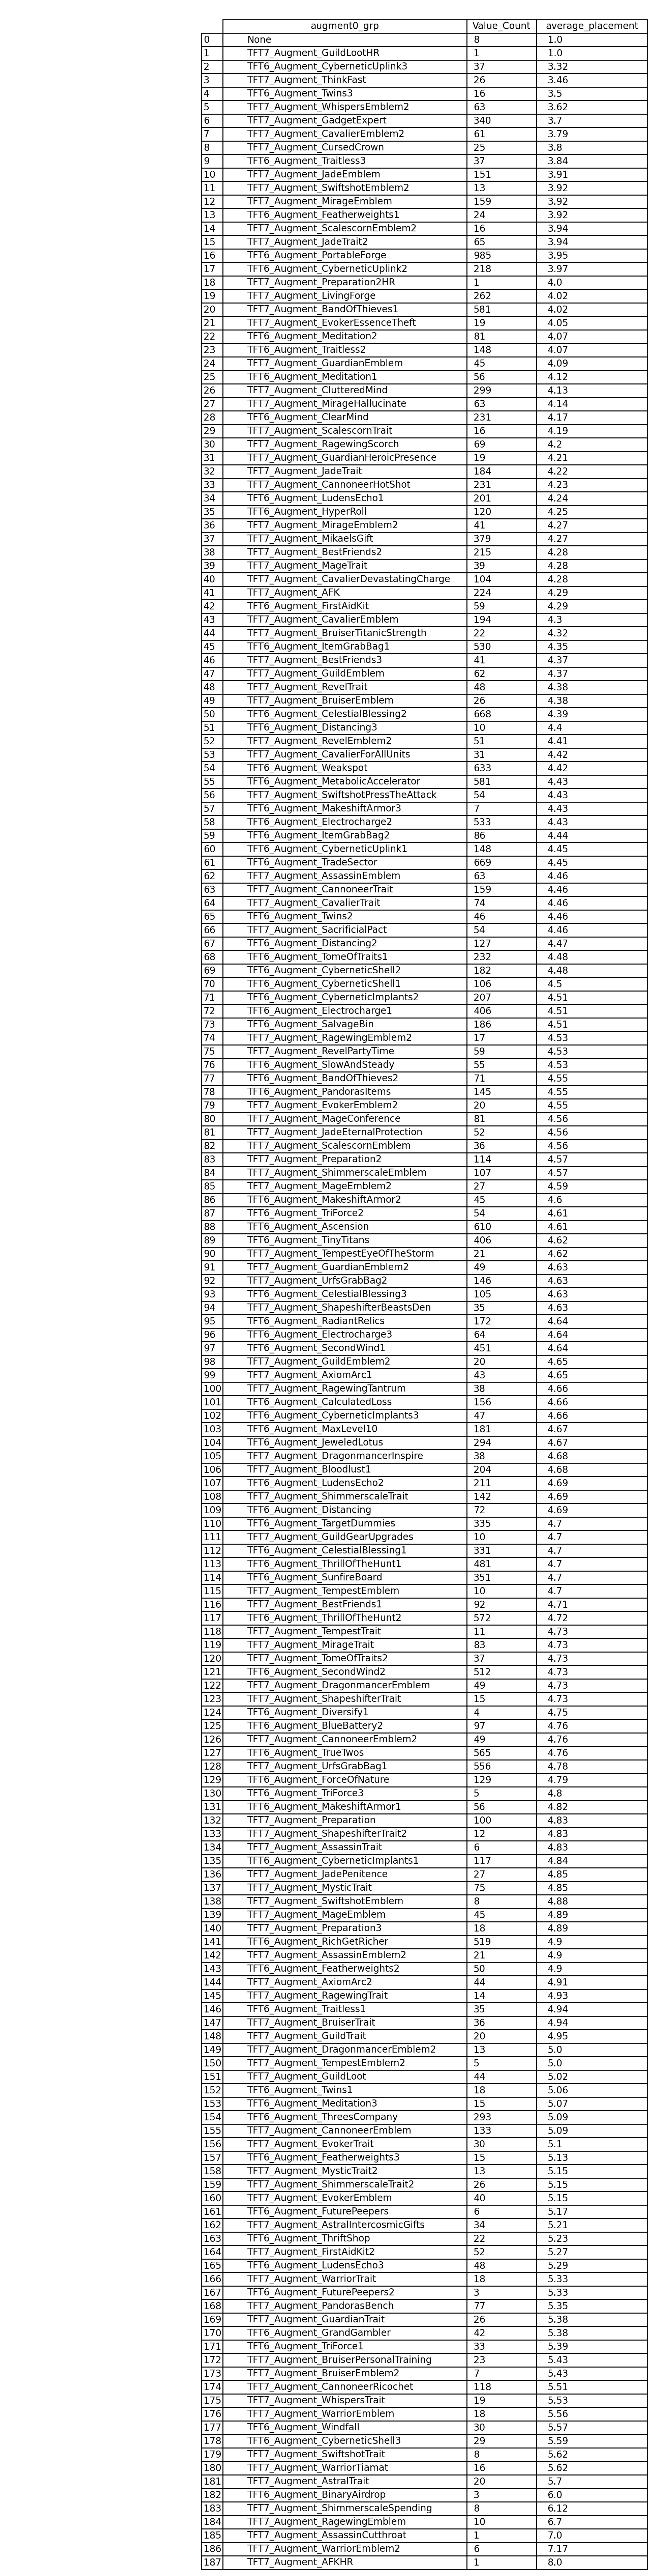 augment0_grp Value_Count average_placement
0 None 8 1.0
1 TFT7_Augment_GuildLootHR 1 1.0
2 TFT6_Augment_CyberneticUplink3 37 3.32
3 TFT7_Augment_ThinkFast 26 3.46
4 TFT6_Augment_Twins3 16 3.5
5 TFT7_Augment_WhispersEmblem2 63 3.62
6 TFT7_Augment_GadgetExpert 340 3.7
7 TFT7_Augment_CavalierEmblem2 61 3.79
8 TFT7_Augment_CursedCrown 25 3.8
9 TFT6_Augment_Traitless3 37 3.84
10 TFT7_Augment_JadeEmblem 151 3.91
11 TFT7_Augment_SwiftshotEmblem2 13 3.92
12 TFT7_Augment_MirageEmblem 159 3.92
13 TFT6_Augment_Featherweights1 24 3.92
14 TFT7_Augment_ScalescornEmblem2 16 3.94
15 TFT7_Augment_JadeTrait2 65 3.94
16 TFT6_Augment_PortableForge 985 3.95
17 TFT6_Augment_CyberneticUplink2 218 3.97
18 TFT7_Augment_Preparation2HR 1 4.0
19 TFT7_Augment_LivingForge 262 4.02
20 TFT7_Augment_BandOfThieves1 581 4.02
21 TFT7_Augment_EvokerEssenceTheft 19 4.05
22 TFT6_Augment_Meditation2 81 4.07
23 TFT6_Augment_Traitless2 148 4.07
24 TFT7_Augment_GuardianEmblem 45 4.09
25 TFT6_Augment_Meditation1 56 4.12
26 TFT7_Augment_ClutteredMind 299 4.13
27 TFT7_Augment_MirageHallucinate 63 4.14
28 TFT6_Augment_ClearMind 231 4.17
29 TFT7_Augment_ScalescornTrait 16 4.19
30 TFT7_Augment_RagewingScorch 69 4.2
31 TFT7_Augment_GuardianHeroicPresence 19 4.21
32 TFT7_Augment_JadeTrait 184 4.22
33 TFT7_Augment_CannoneerHotShot 231 4.23
34 TFT6_Augment_LudensEcho1 201 4.24
35 TFT6_Augment_HyperRoll 120 4.25
36 TFT7_Augment_MirageEmblem2 41 4.27
37 TFT7_Augment_MikaelsGift 379 4.27
38 TFT7_Augment_BestFriends2 215 4.28
39 TFT7_Augment_MageTrait 39 4.28
40 TFT7_Augment_CavalierDevastatingCharge 104 4.28
41 TFT7_Augment_AFK 224 4.29
42 TFT6_Augment_FirstAidKit 59 4.29
43 TFT7_Augment_CavalierEmblem 194 4.3
44 TFT7_Augment_BruiserTitanicStrength 22 4.32
45 TFT6_Augment_ItemGrabBag1 530 4.35
46 TFT7_Augment_BestFriends3 41 4.37
47 TFT7_Augment_GuildEmblem 62 4.37
48 TFT7_Augment_RevelTrait 48 4.38
49 TFT7_Augment_BruiserEmblem 26 4.38
50 TFT6_Augment_CelestialBlessing2 668 4.39
51 TFT6_Augment_Distancing3 10 4.4
52 TFT7_Augment_RevelEmblem2 51 4.41
53 TFT7_Augment_CavalierForAllUnits 31 4.42
54 TFT6_Augment_Weakspot 633 4.42
55 TFT6_Augment_MetabolicAccelerator 581 4.43
56 TFT7_Augment_SwiftshotPressTheAttack 54 4.43
57 TFT6_Augment_MakeshiftArmor3 7 4.43
58 TFT6_Augment_Electrocharge2 533 4.43
59 TFT6_Augment_ItemGrabBag2 86 4.44
60 TFT6_Augment_CyberneticUplink1 148 4.45
61 TFT6_Augment_TradeSector 669 4.45
62 TFT7_Augment_AssassinEmblem 63 4.46
63 TFT7_Augment_CannoneerTrait 159 4.46
64 TFT7_Augment_CavalierTrait 74 4.46
65 TFT6_Augment_Twins2 46 4.46
66 TFT7_Augment_SacrificialPact 54 4.46
67 TFT6_Augment_Distancing2 127 4.47
68 TFT6_Augment_TomeOfTraits1 232 4.48
69 TFT6_Augment_CyberneticShell2 182 4.48
70 TFT6_Augment_CyberneticShell1 106 4.5
71 TFT6_Augment_CyberneticImplants2 207 4.51
72 TFT6_Augment_Electrocharge1 406 4.51
73 TFT6_Augment_SalvageBin 186 4.51
74 TFT7_Augment_RagewingEmblem2 17 4.53
75 TFT7_Augment_RevelPartyTime 59 4.53
76 TFT6_Augment_SlowAndSteady 55 4.53
77 TFT7_Augment_BandOfThieves2 71 4.55
78 TFT6_Augment_PandorasItems 145 4.55
79 TFT7_Augment_EvokerEmblem2 20 4.55
80 TFT7_Augment_MageConference 81 4.56
81 TFT7_Augment_JadeEternalProtection 52 4.56
82 TFT7_Augment_ScalescornEmblem 36 4.56
83 TFT7_Augment_Preparation2 114 4.57
84 TFT7_Augment_ShimmerscaleEmblem 107 4.57
85 TFT7_Augment_MageEmblem2 27 4.59
86 TFT6_Augment_MakeshiftArmor2 45 4.6
87 TFT6_Augment_TriForce2 54 4.61
88 TFT6_Augment_Ascension 610 4.61
89 TFT6_Augment_TinyTitans 406 4.62
90 TFT7_Augment_TempestEyeOfTheStorm 21 4.62
91 TFT7_Augment_GuardianEmblem2 49 4.63
92 TFT7_Augment_UrfsGrabBag2 146 4.63
93 TFT6_Augment_CelestialBlessing3 105 4.63
94 TFT7_Augment_ShapeshifterBeastsDen 35 4.63
95 TFT6_Augment_RadiantRelics 172 4.64
96 TFT6_Augment_Electrocharge3 64 4.64
97 TFT6_Augment_SecondWind1 451 4.64
98 TFT7_Augment_GuildEmblem2 20 4.65
99 TFT7_Augment_AxiomArc1 43 4.65
100 TFT7_Augment_RagewingTantrum 38 4.66
101 TFT6_Augment_CalculatedLoss 156 4.66
102 TFT6_Augment_CyberneticImplants3 47 4.66
103 TFT6_Augment_MaxLevel10 181 4.67
104 TFT6_Augment_JeweledLotus 294 4.67
105 TFT7_Augment_DragonmancerInspire 38 4.68
106 TFT7_Augment_Bloodlust1 204 4.68
107 TFT6_Augment_LudensEcho2 211 4.69
108 TFT7_Augment_ShimmerscaleTrait 142 4.69
109 TFT6_Augment_Distancing 72 4.69
110 TFT6_Augment_TargetDummies 335 4.7
111 TFT7_Augment_GuildGearUpgrades 10 4.7
112 TFT6_Augment_CelestialBlessing1 331 4.7
113 TFT6_Augment_ThrillOfTheHunt1 481 4.7
114 TFT6_Augment_SunfireBoard 351 4.7
115 TFT7_Augment_TempestEmblem 10 4.7
116 TFT7_Augment_BestFriends1 92 4.71
117 TFT6_Augment_ThrillOfTheHunt2 572 4.72
118 TFT7_Augment_TempestTrait 11 4.73
119 TFT7_Augment_MirageTrait 83 4.73
120 TFT7_Augment_TomeOfTraits2 37 4.73
121 TFT6_Augment_SecondWind2 512 4.73
122 TFT7_Augment_DragonmancerEmblem 49 4.73
123 TFT7_Augment_ShapeshifterTrait 15 4.73
124 TFT6_Augment_Diversify1 4 4.75
125 TFT6_Augment_BlueBattery2 97 4.76
126 TFT7_Augment_CannoneerEmblem2 49 4.76
127 TFT6_Augment_TrueTwos 565 4.76
128 TFT7_Augment_UrfsGrabBag1 556 4.78
129 TFT6_Augment_ForceOfNature 129 4.79
130 TFT6_Augment_TriForce3 5 4.8
131 TFT6_Augment_MakeshiftArmor1 56 4.82
132 TFT7_Augment_Preparation 100 4.83
133 TFT7_Augment_ShapeshifterTrait2 12 4.83
134 TFT7_Augment_AssassinTrait 6 4.83
135 TFT6_Augment_CyberneticImplants1 117 4.84
136 TFT7_Augment_JadePenitence 27 4.85
137 TFT7_Augment_MysticTrait 75 4.85
138 TFT7_Augment_SwiftshotEmblem 8 4.88
139 TFT7_Augment_MageEmblem 45 4.89
140 TFT7_Augment_Preparation3 18 4.89
141 TFT6_Augment_RichGetRicher 519 4.9
142 TFT7_Augment_AssassinEmblem2 21 4.9
143 TFT6_Augment_Featherweights2 50 4.9
144 TFT7_Augment_AxiomArc2 44 4.91
145 TFT7_Augment_RagewingTrait 14 4.93
146 TFT6_Augment_Traitless1 35 4.94
147 TFT7_Augment_BruiserTrait 36 4.94
148 TFT7_Augment_GuildTrait 20 4.95
149 TFT7_Augment_DragonmancerEmblem2 13 5.0
150 TFT7_Augment_TempestEmblem2 5 5.0
151 TFT7_Augment_GuildLoot 44 5.02
152 TFT6_Augment_Twins1 18 5.06
153 TFT6_Augment_Meditation3 15 5.07
154 TFT6_Augment_ThreesCompany 293 5.09
155 TFT7_Augment_CannoneerEmblem 133 5.09
156 TFT7_Augment_EvokerTrait 30 5.1
157 TFT6_Augment_Featherweights3 15 5.13
158 TFT7_Augment_MysticTrait2 13 5.15
159 TFT7_Augment_ShimmerscaleTrait2 26 5.15
160 TFT7_Augment_EvokerEmblem 40 5.15
161 TFT6_Augment_FuturePeepers 6 5.17
162 TFT7_Augment_AstralIntercosmicGifts 34 5.21
163 TFT6_Augment_ThriftShop 22 5.23
164 TFT7_Augment_FirstAidKit2 52 5.27
165 TFT6_Augment_LudensEcho3 48 5.29
166 TFT7_Augment_WarriorTrait 18 5.33
167 TFT6_Augment_FuturePeepers2 3 5.33
168 TFT7_Augment_PandorasBench 77 5.35
169 TFT7_Augment_GuardianTrait 26 5.38
170 TFT6_Augment_GrandGambler 42 5.38
171 TFT6_Augment_TriForce1 33 5.39
172 TFT7_Augment_BruiserPersonalTraining 23 5.43
173 TFT7_Augment_BruiserEmblem2 7 5.43
174 TFT7_Augment_CannoneerRicochet 118 5.51
175 TFT7_Augment_WhispersTrait 19 5.53
176 TFT7_Augment_WarriorEmblem 18 5.56
177 TFT6_Augment_Windfall 30 5.57
178 TFT6_Augment_CyberneticShell3 29 5.59
179 TFT7_Augment_SwiftshotTrait 8 5.62
180 TFT7_Augment_WarriorTiamat 16 5.62
181 TFT7_Augment_AstralTrait 20 5.7
182 TFT6_Augment_BinaryAirdrop 3 6.0
183 TFT7_Augment_ShimmerscaleSpending 8 6.12
184 TFT7_Augment_RagewingEmblem 10 6.7
185 TFT7_Augment_AssassinCutthroat 1 7.0
186 TFT7_Augment_WarriorEmblem2 6 7.17
187 TFT7_Augment_AFKHR 1 8.0